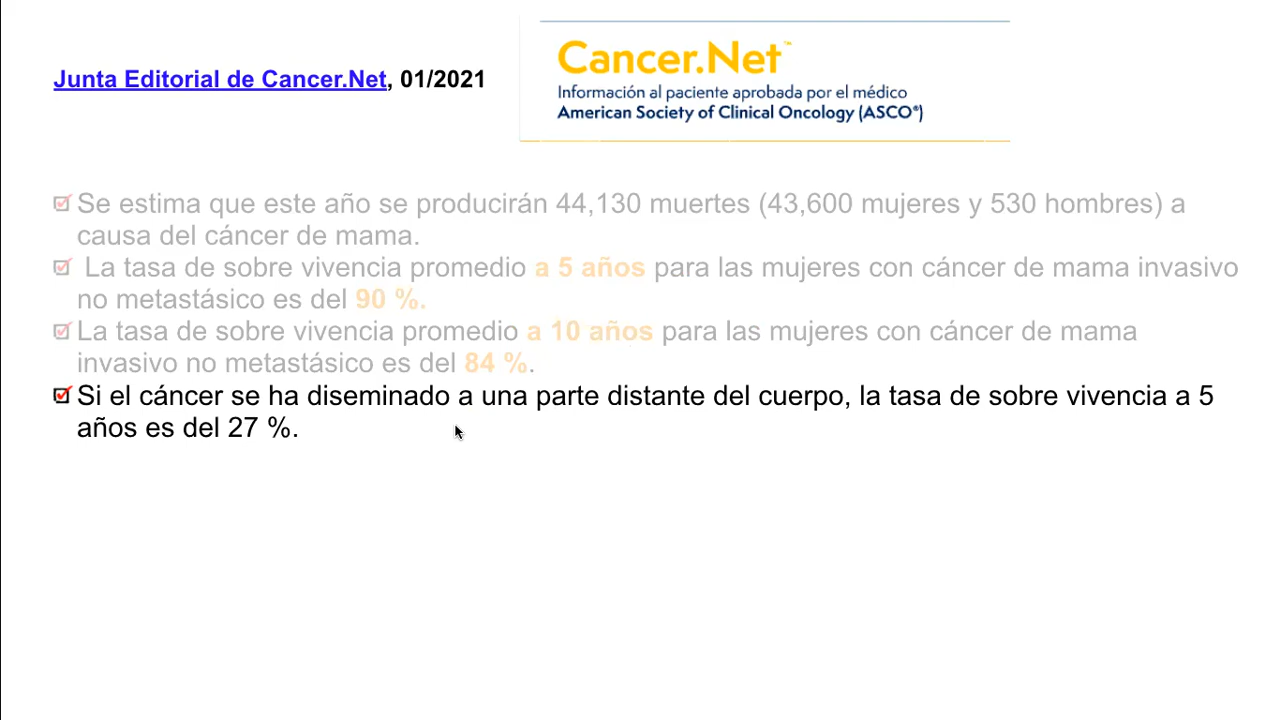 Junta Editorial de Cancer.Net, 01/2021
Cancer.Net™
Información al paciente aprobada por el médico
American Society of Clinical Oncology (ASCO®)
Se estima que este año se producirán 44,130 muertes (43,600 mujeres y 530 hombres) a
causa del cáncer de mama.
La tasa de sobre vivencia promedio a 5 años para las mujeres con cáncer de mama invasivo
no metastásico es del 90 %.
La tasa de sobre vivencia promedio a 10 años para las mujeres con cáncer de mama
invasivo no metastásico es del 84 %.
Si el cáncer se ha diseminado a una parte distante del cuerpo, la tasa de sobre vivencia a 5
años es del 27 %.